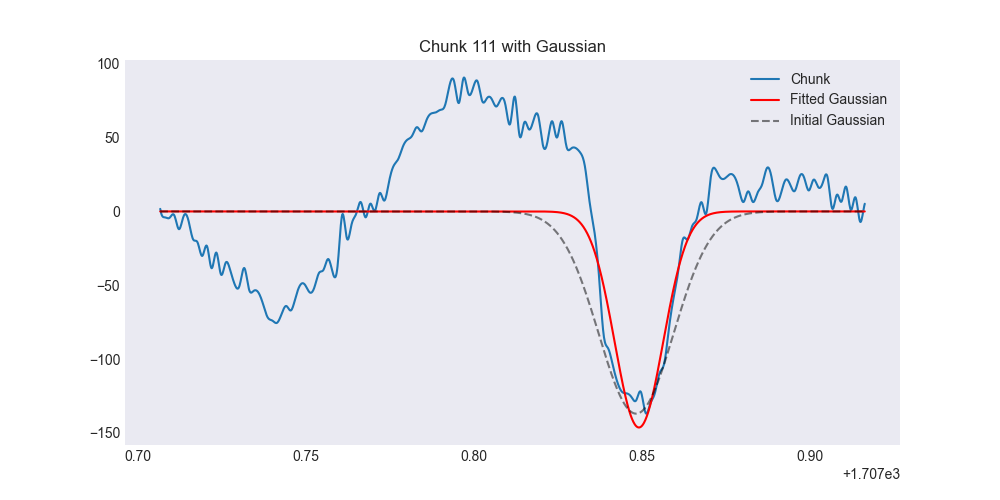 Chunk 111 with Gaussian
100
50
0
−50
−100
−150
Chunk
Fitted Gaussian
Initial Gaussian
0.70 0.75 0.80 0.85 0.90
+1.707e3